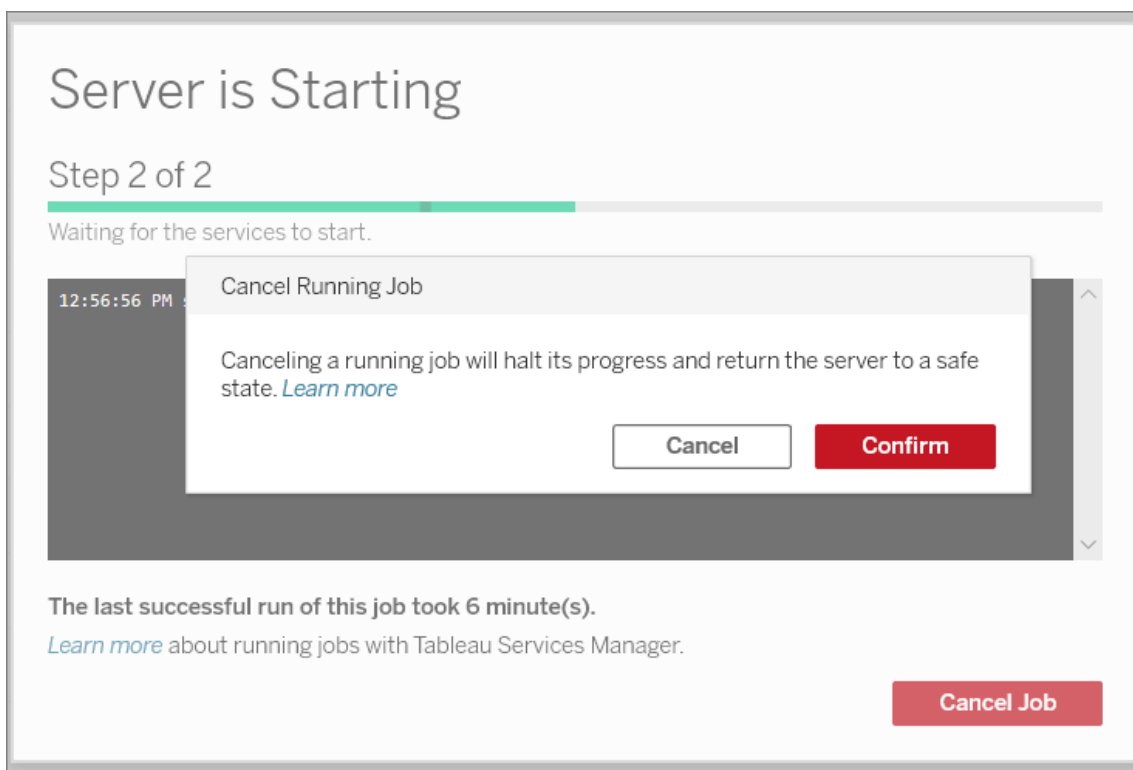 Server is Starting
Step 2 of 2
Waiting for the services to start.
12:56:56 PM
Cancel Running Job
Canceling a running job will halt its progress and return the server to a safe
state. Learn more
Cancel
Confirm
The last successful run of this job took 6 minute(s).
Learn more about running jobs with Tableau Services Manager.
Cancel Job